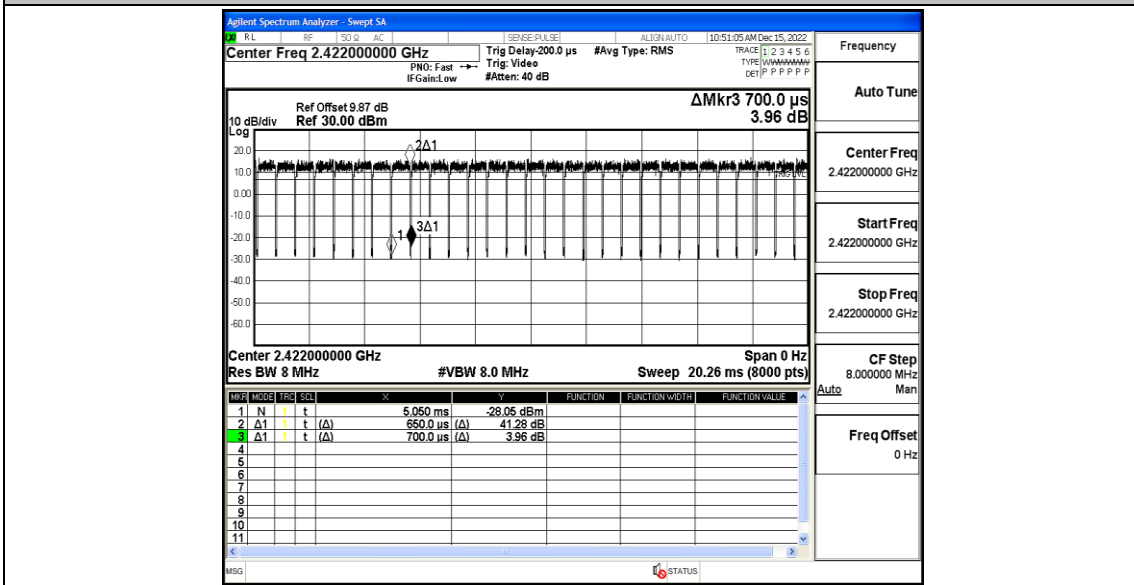 Agilent Spectrum Analyzer - Swept SA
LXI RL RF 50 Ω AC SENSE:PULSE ALIGN AUTO 10:51:05 AM Dec 15, 2022
Center Freq 2.422000000 GHz
PNO: Fast
IFGain:Low
Trig Delay-200.0 µs
Trig: Video
#Atten: 40 dB
#Avg Type: RMS
TRACE 1 2 3 4 5 6
TYPE
DET P P P P P P
Ref Offset 9.87 dB
10 dB/div Ref 30.00 dBm
Log
ΔMkr3 700.0 µs
3.96 dB
20.0
10.0
0.00
-10.0
-20.0
-30.0
-40.0
-50.0
-60.0
2Δ1
1
3Δ1
TRIG LVL
Center 2.422000000 GHz Span 0 Hz
Res BW 8 MHz #VBW 8.0 MHz Sweep 20.26 ms (8000 pts)
MKR MODE TRC SCL X Y FUNCTION FUNCTION WIDTH FUNCTION VALUE
1 N 1 t 5.050 ms -28.05 dBm
2 Δ1 1 t (Δ) 650.0 µs (Δ) 41.28 dB
3 Δ1 1 t (Δ) 700.0 µs (Δ) 3.96 dB
4
5
6
7
8
9
10
11
MSG STATUS
Frequency
Auto Tune
Center Freq
2.422000000 GHz
Start Freq
2.422000000 GHz
Stop Freq
2.422000000 GHz
CF Step
8.000000 MHz
Auto Man
Freq Offset
0 Hz